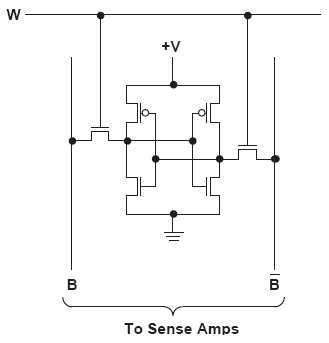 W
+V
B
B̅
To Sense Amps